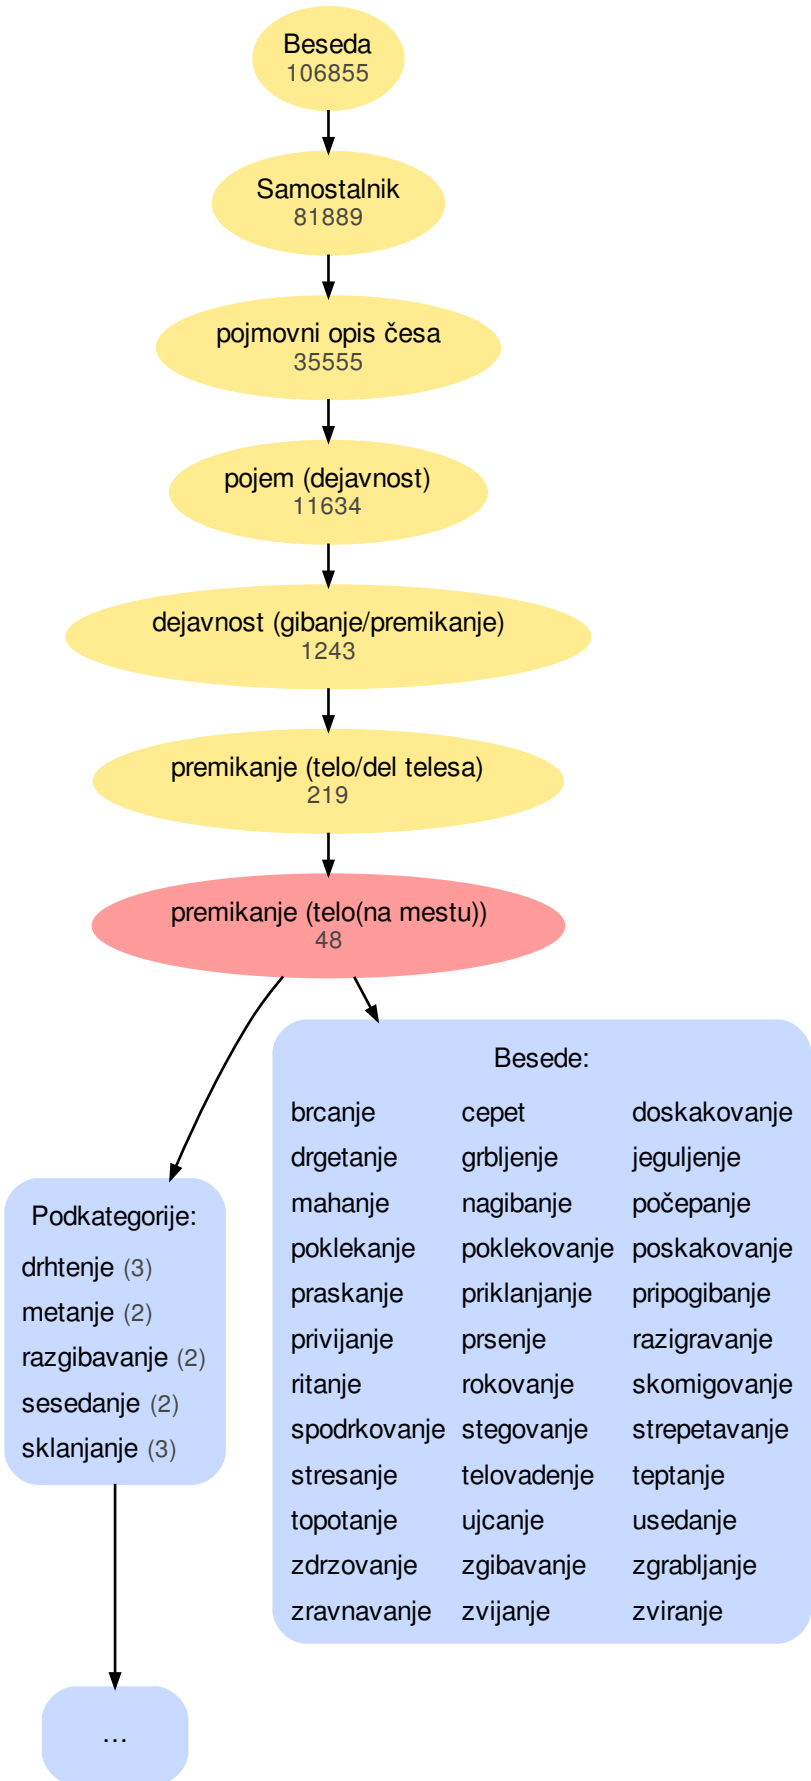 Beseda
106855
Samostalnik
81889
pojmovni opis česa
35555
pojem (dejavnost)
11634
dejavnost (gibanje/premikanje)
1243
premikanje (telo/del telesa)
219
premikanje (telo(na mestu))
48
Podkategorije:
drhtenje (3)
metanje (2)
razgibavanje (2)
sesedanje (2)
sklanjanje (3)
...
Besede:
brcanje cepet doskakovanje
drgetanje grbljenje jeguljenje
mahanje nagibanje počepanje
poklekanje poklekovanje poskakovanje
praskanje priklanjanje pripogibanje
privijanje prsenje razigravanje
ritanje rokovanje skomigovanje
spodrkovanje stegovanje strepetavanje
stresanje telovadenje teptanje
topotanje ujcanje usedanje
zdrzovanje zgibavanje zgrabljanje
zravnavanje zvijanje zviranje